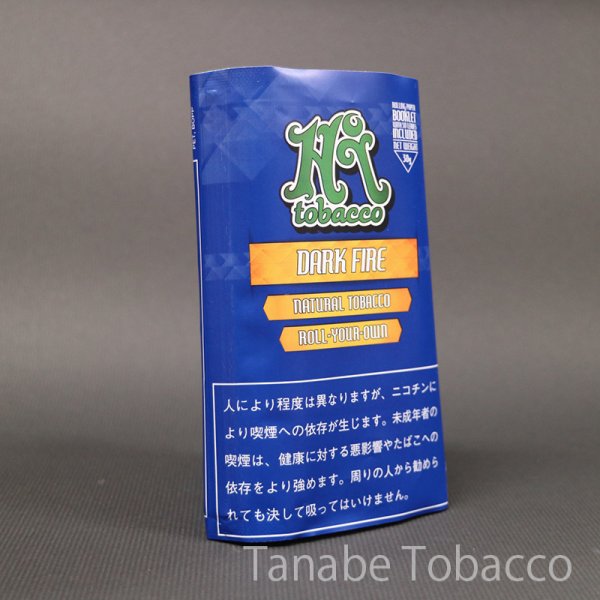 ROLLING PAPER
BOOKLET
INCLUDED
NET WEIGHT
30g
Hi
tobacco
DARK FIRE
NATURAL TOBACCO
ROLL-YOUR-OWN
人により程度は異なりますが、ニコチンに
より喫煙への依存が生じます。未成年者の
喫煙は、健康に対する悪影響やたばこへの
依存をより強めます。周りの人から勧めら
れても決して吸ってはいけません。
Tanabe Tobacco